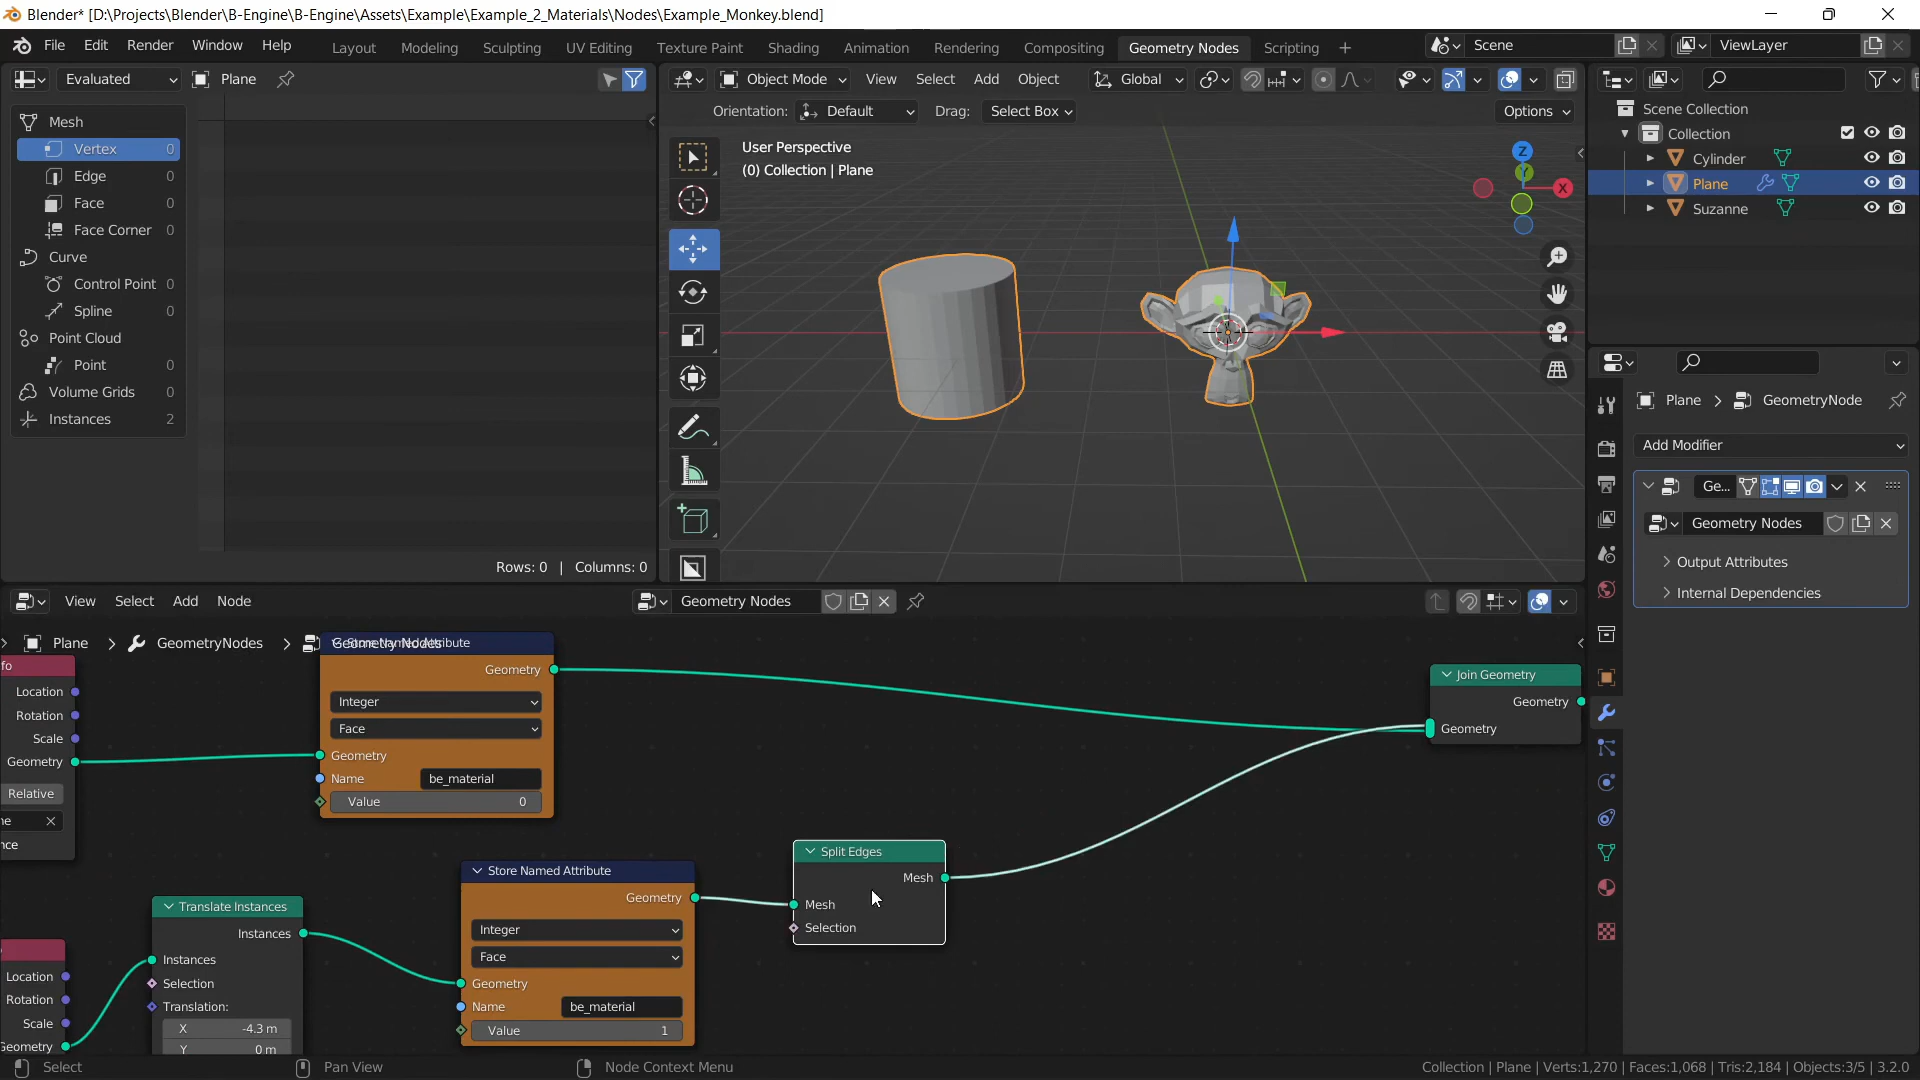 Blender* [D:\Projects\Blender\B-Engine\B-Engine\Assets\Example\Example_2_Materials\Nodes\Example_Monkey.blend]
File Edit Render Window Help Layout Modeling Sculpting UV Editing Texture Paint Shading Animation Rendering Compositing Geometry Nodes Scripting + Scene ViewLayer
Evaluated Plane
Mesh
Vertex 0
Edge 0
Face 0
Face Corner 0
Curve
Control Point 0
Spline 0
Point Cloud
Point 0
Volume Grids 0
Instances 2
Rows: 0 | Columns: 0
Object Mode View Select Add Object Global
Orientation: Default Drag: Select Box Options
User Perspective
(0) Collection | Plane
Z
Y
X
Scene Collection
Collection
Cylinder
Plane
Suzanne
Plane > GeometryNode
Add Modifier
Ge...
Geometry Nodes
Output Attributes
Internal Dependencies
View Select Add Node Geometry Nodes
Plane > GeometryNodes > Geometry Nodes
Store Named Attribute
Geometry
Integer
Face
Geometry
Name be_material
Value 0
fo
Location
Rotation
Scale
Geometry
Relative
ne
nce
Translate Instances
Instances
Instances
Selection
Translation:
X -4.3 m
Y 0 m
Location
Rotation
Scale
Geometry
Store Named Attribute
Geometry
Integer
Face
Geometry
Name be_material
Value 1
Split Edges
Mesh
Mesh
Selection
Join Geometry
Geometry
Geometry
Select Pan View Node Context Menu Collection | Plane | Verts:1,270 | Faces:1,068 | Tris:2,184 | Objects:3/5 | 3.2.0